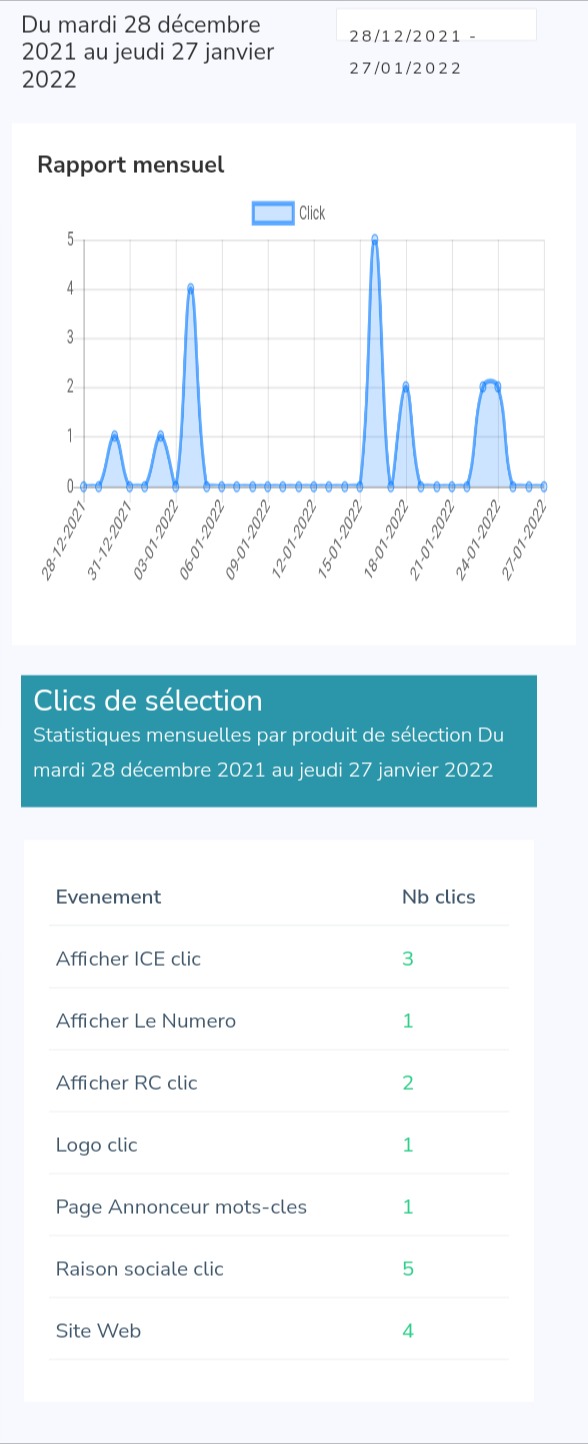 Du mardi 28 décembre
2021 au jeudi 27 janvier
2022
28/12/2021 -
27/01/2022
Rapport mensuel
Click
5
4
3
2
1
0
28-12-2021
31-12-2021
03-01-2022
06-01-2022
09-01-2022
12-01-2022
15-01-2022
18-01-2022
21-01-2022
24-01-2022
27-01-2022
Clics de sélection
Statistiques mensuelles par produit de sélection Du
mardi 28 décembre 2021 au jeudi 27 janvier 2022
Evenement Nb clics
Afficher ICE clic 3
Afficher Le Numero 1
Afficher RC clic 2
Logo clic 1
Page Annonceur mots-cles 1
Raison sociale clic 5
Site Web 4